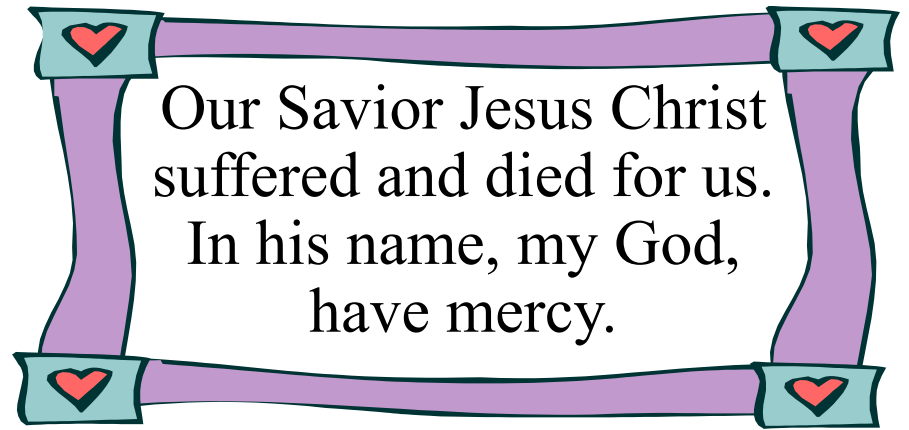 Our Savior Jesus Christ
suffered and died for us.
In his name, my God,
have mercy.